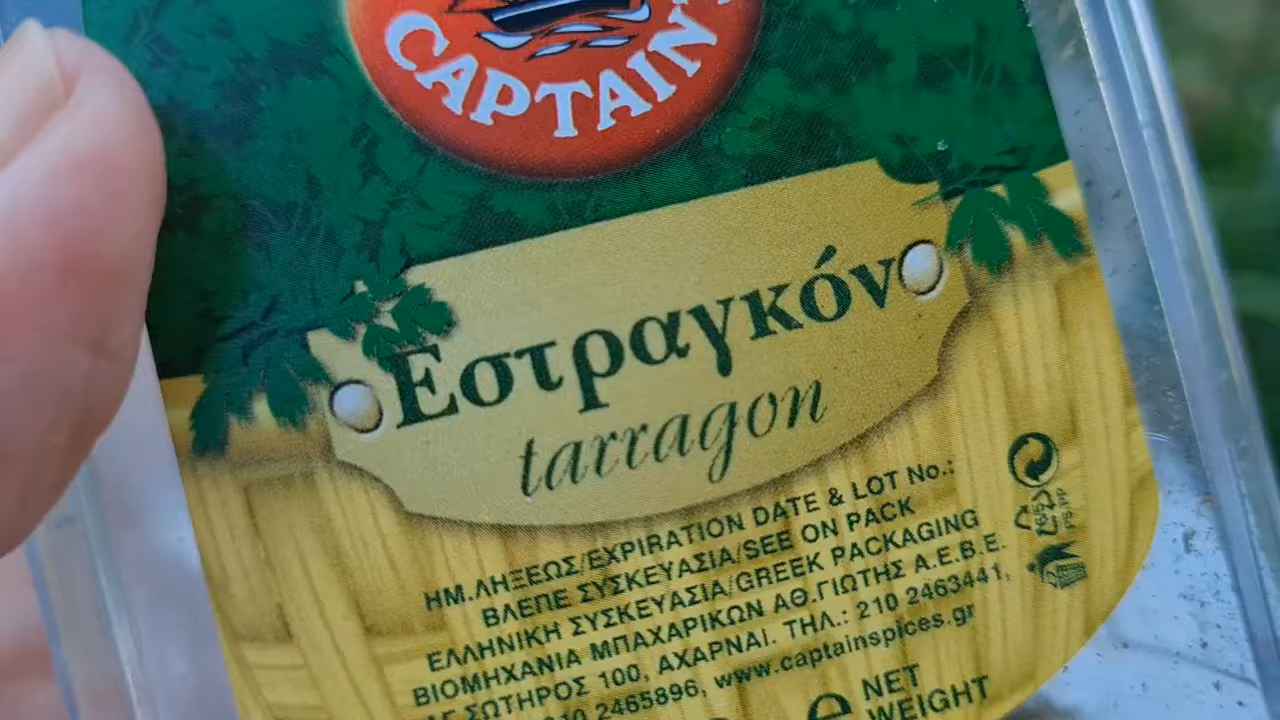 CAPTAIN'S
Εστραγκόν
tarragon
ΗΜ.ΛΗΞΕΩΣ/EXPIRATION DATE & LOT No.:
ΒΛΕΠΕ ΣΥΣΚΕΥΑΣΙΑ/SEE ON PACK
ΕΛΛΗΝΙΚΗ ΣΥΣΚΕΥΑΣΙΑ/GREEK PACKAGING
ΒΙΟΜΗΧΑΝΙΑ ΜΠΑΧΑΡΙΚΩΝ ΑΘ.ΓΙΩΤΗΣ Α.Ε.Β.Ε.
ΑΓ.ΣΩΤΗΡΟΣ 100, ΑΧΑΡΝΑΙ. ΤΗΛ.: 210 2463441,
210 2465896, www.captainspices.gr
e NET
WEIGHT